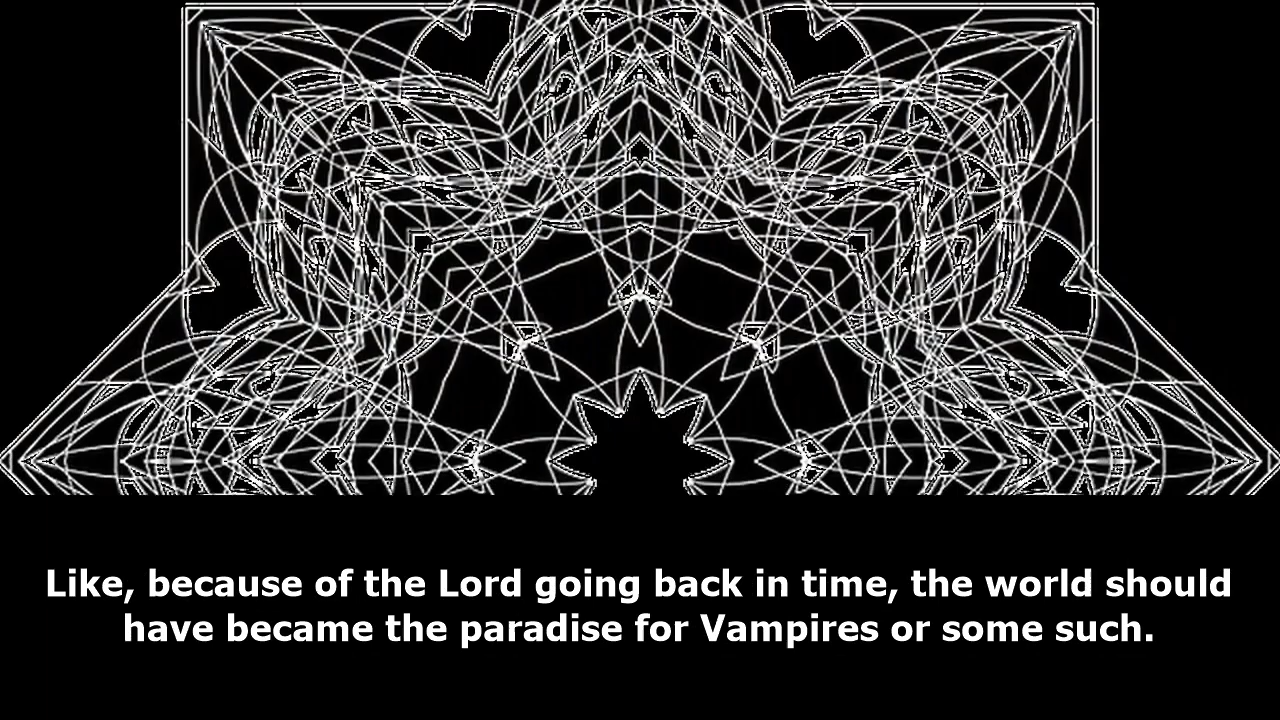 Like, because of the Lord going back in time, the world should
have became the paradise for Vampires or some such.